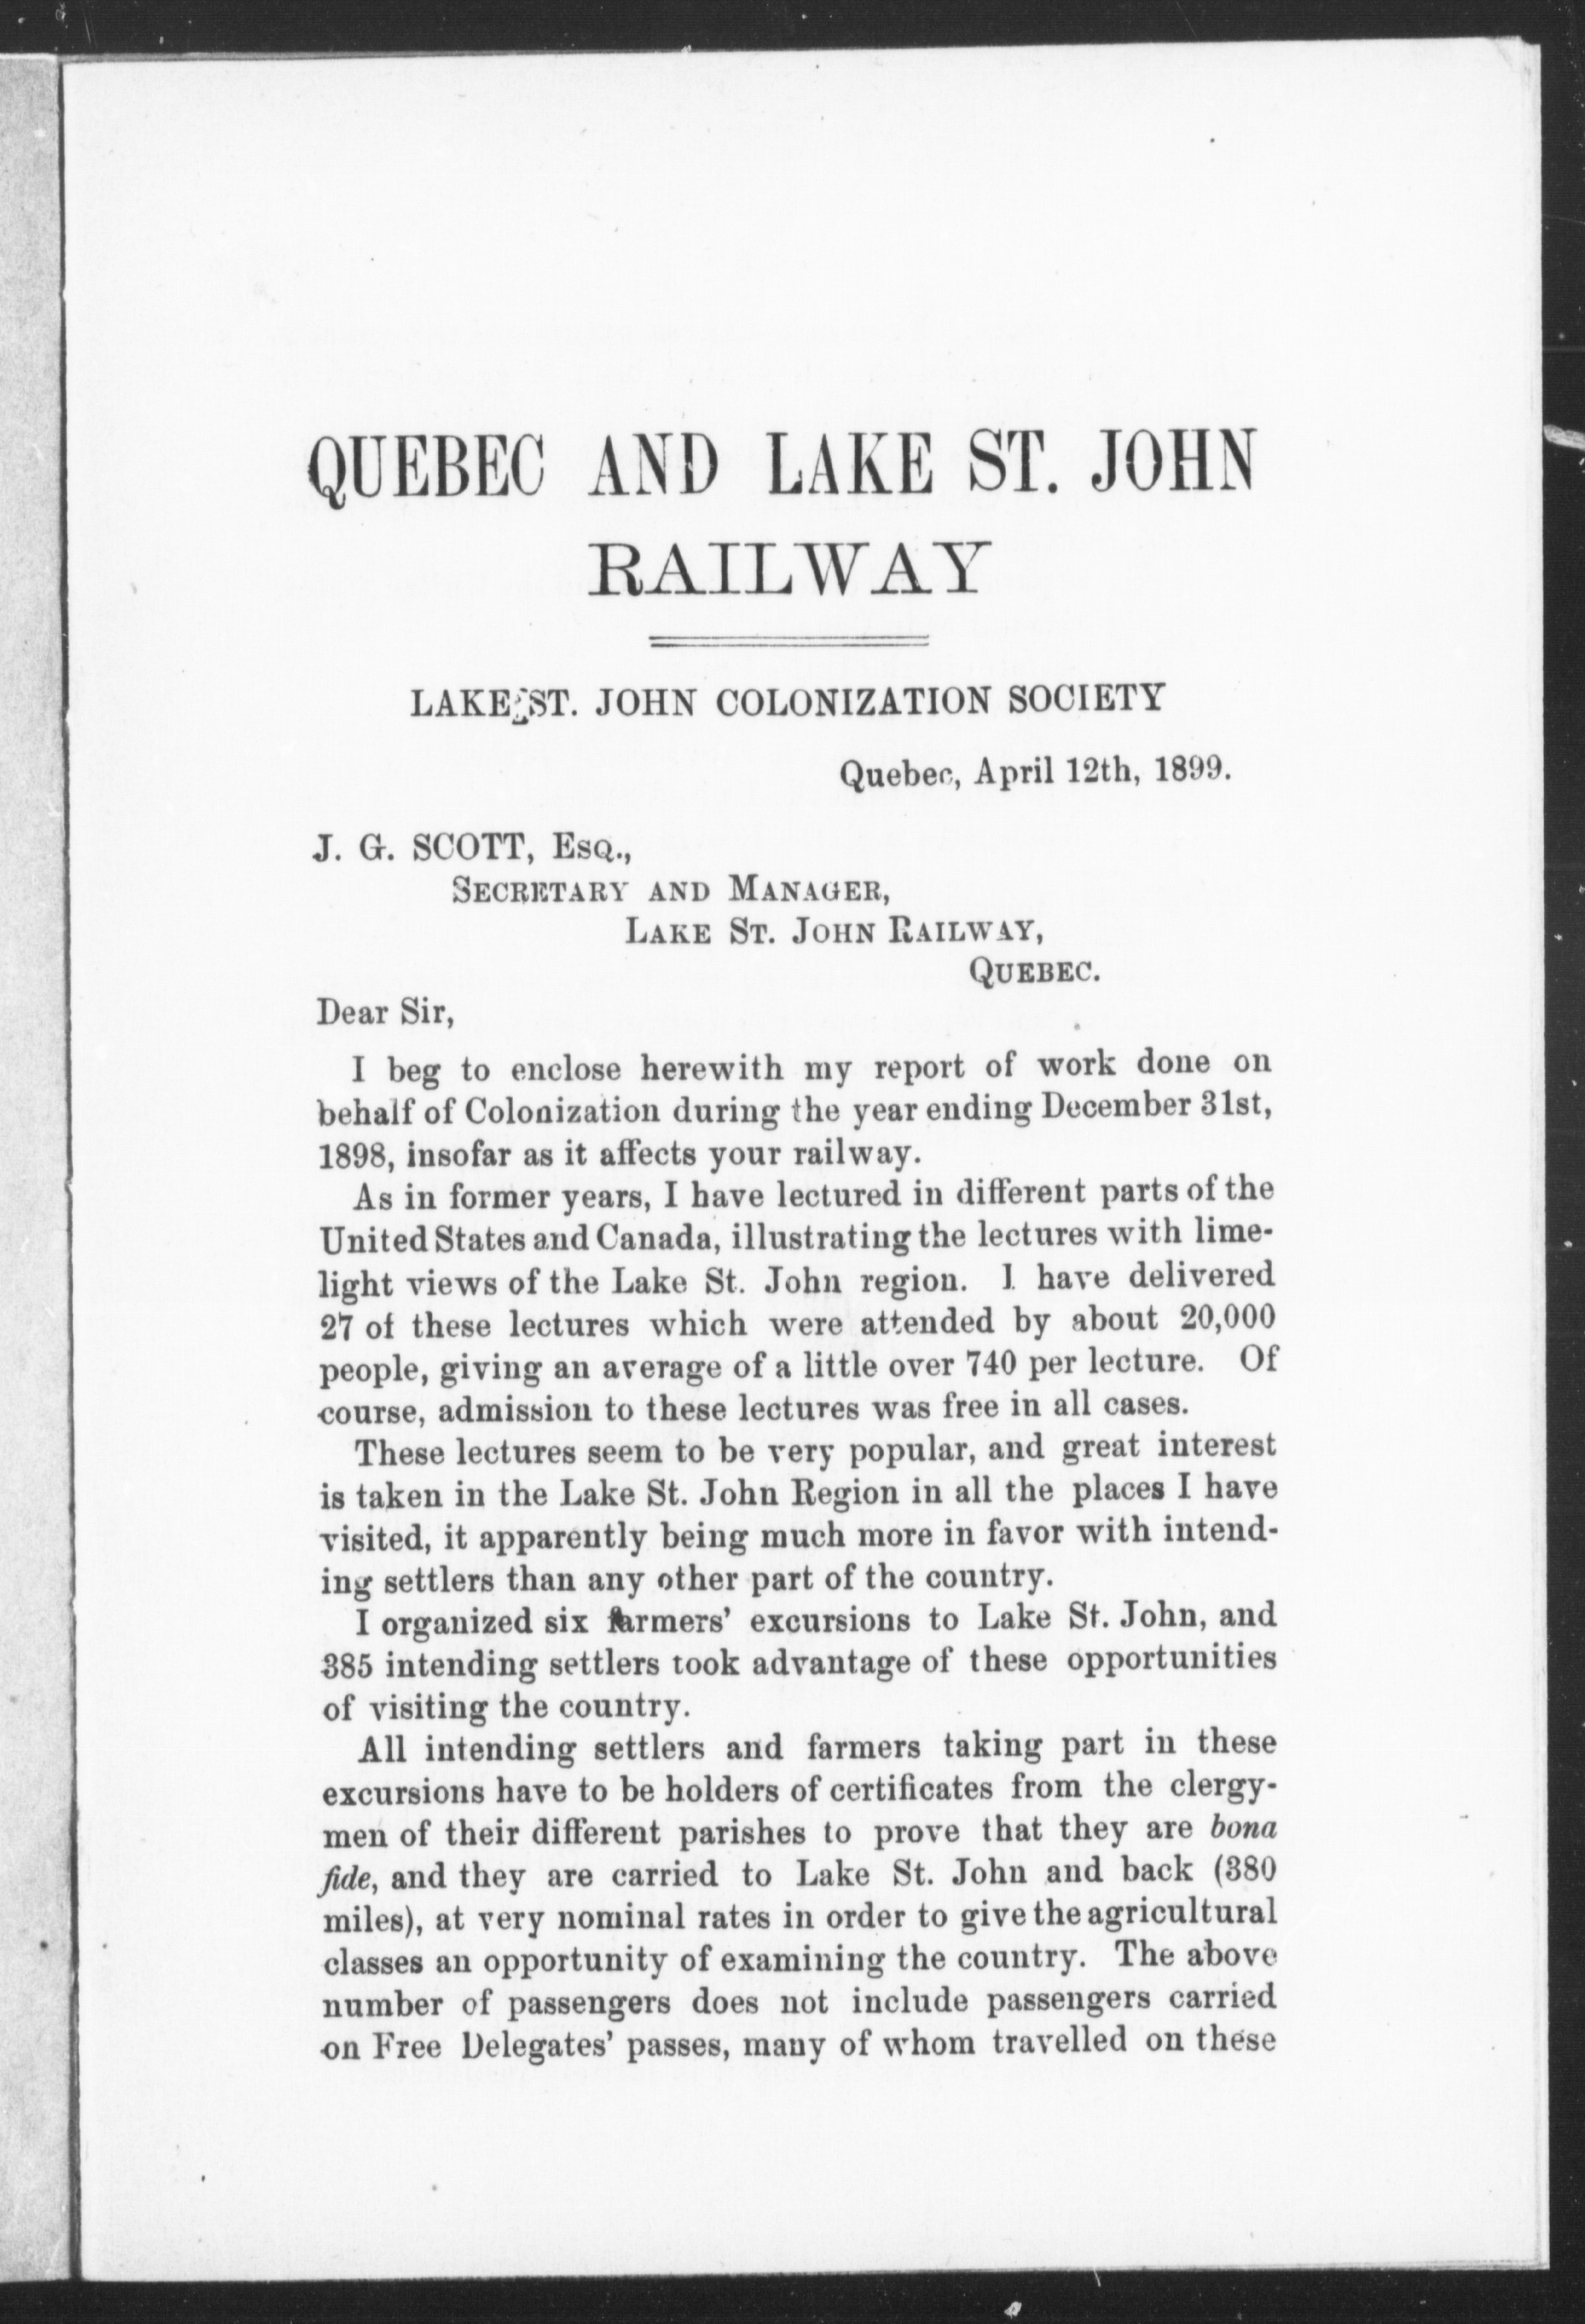 QUEBEC AND LAKE ST. JOHN
RAILWAY
LAKE ST. JOHN COLONIZATION SOCIETY
Quebec, April 12th, 1899.
J. G. SCOTT, ESQ.,
SECRETARY AND MANAGER,
LAKE ST. JOHN RAILWAY,
QUEBEC.
Dear Sir,
I beg to enclose herewith my report of work done on
behalf of Colonization during the year ending December 31st,
1898, insofar as it affects your railway.
As in former years, I have lectured in different parts of the
United States and Canada, illustrating the lectures with lime-
light views of the Lake St. John region. I have delivered
27 of these lectures which were attended by about 20,000
people, giving an average of a little over 740 per lecture. Of
course, admission to these lectures was free in all cases.
These lectures seem to be very popular, and great interest
is taken in the Lake St. John Region in all the places I have
visited, it apparently being much more in favor with intend-
ing settlers than any other part of the country.
I organized six farmers' excursions to Lake St. John, and
385 intending settlers took advantage of these opportunities
of visiting the country.
All intending settlers and farmers taking part in these
excursions have to be holders of certificates from the clergy-
men of their different parishes to prove that they are bona
fide, and they are carried to Lake St. John and back (380
miles), at very nominal rates in order to give the agricultural
classes an opportunity of examining the country. The above
number of passengers does not include passengers carried
on Free Delegates' passes, many of whom travelled on these